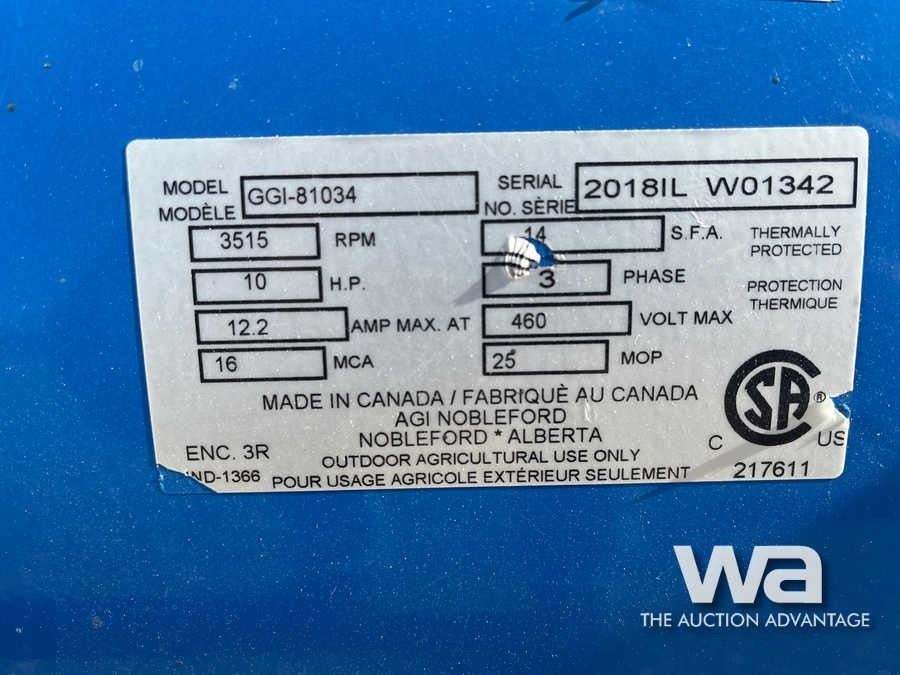 MODEL GGI-81034 SERIAL 2018IL W01342
MODÈLE NO. SÈRIE
3515 RPM 14 S.F.A. THERMALLY
PROTECTED
10 H.P. 3 PHASE PROTECTION
THERMIQUE
12.2 AMP MAX. AT 460 VOLT MAX
16 MCA 25 MOP
MADE IN CANADA / FABRIQUÈ AU CANADA
AGI NOBLEFORD
NOBLEFORD * ALBERTA
ENC. 3R OUTDOOR AGRICULTURAL USE ONLY
IND-1366 POUR USAGE AGRICOLE EXTÉRIEUR SEULEMENT
CSA ®
C US
217611
wa
THE AUCTION ADVANTAGE